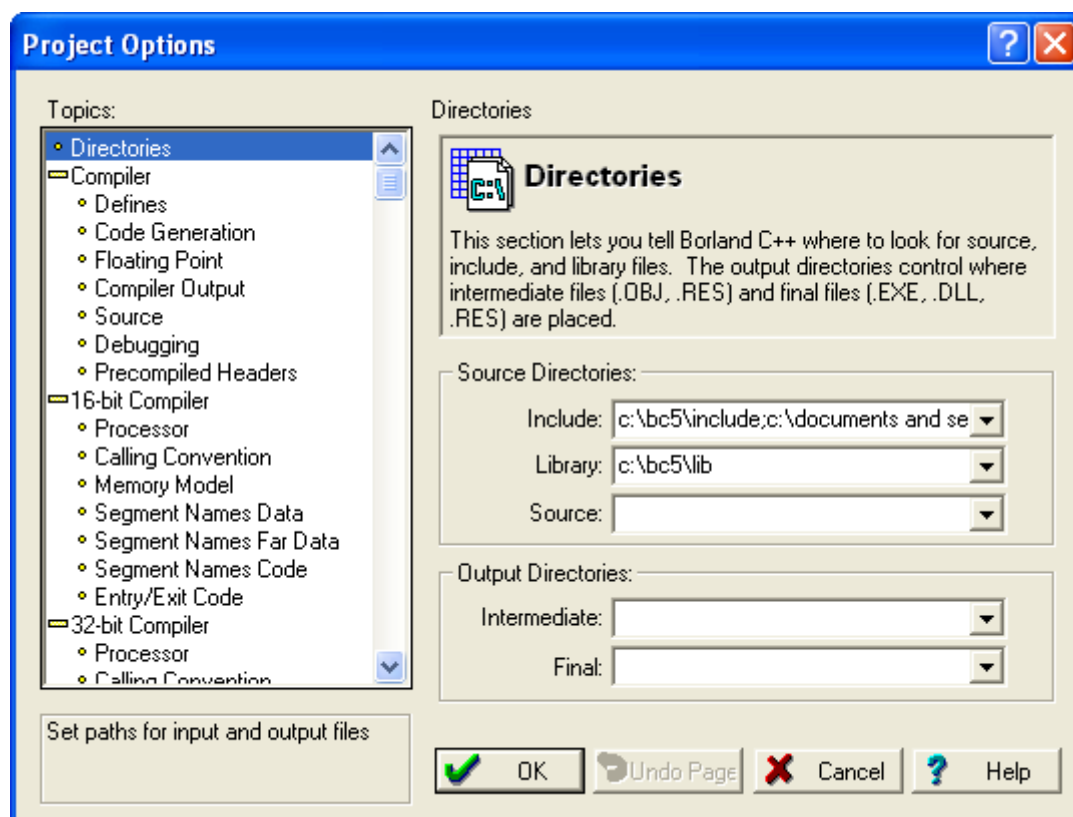 Project Options
Topics:
Directories
Compiler
Defines
Code Generation
Floating Point
Compiler Output
Source
Debugging
Precompiled Headers
16-bit Compiler
Processor
Calling Convention
Memory Model
Segment Names Data
Segment Names Far Data
Segment Names Code
Entry/Exit Code
32-bit Compiler
Processor
Calling Convention
Set paths for input and output files
Directories
C:\
Directories
This section lets you tell Borland C++ where to look for source,
include, and library files. The output directories control where
intermediate files (.OBJ, .RES) and final files (.EXE, .DLL,
.RES) are placed.
Source Directories:
Include: c:\bc5\include;c:\documents and se
Library: c:\bc5\lib
Source:
Output Directories:
Intermediate:
Final:
OK Undo Page Cancel ? Help